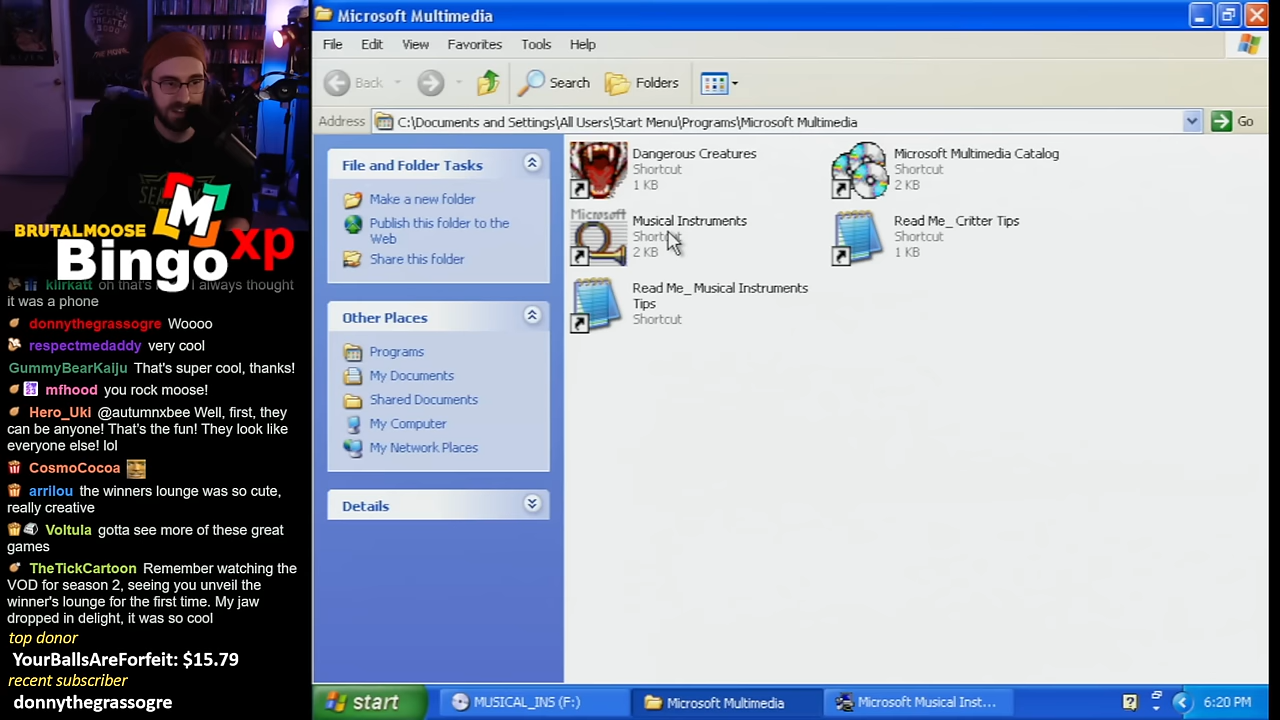 Microsoft Multimedia
File Edit View Favorites Tools Help
Back Search Folders
Address C:\Documents and Settings\All Users\Start Menu\Programs\Microsoft Multimedia Go
File and Folder Tasks
Make a new folder
Publish this folder to the
Web
Share this folder
Other Places
Programs
My Documents
Shared Documents
My Computer
My Network Places
Details
Dangerous Creatures
Shortcut
1 KB
Microsoft Multimedia Catalog
Shortcut
2 KB
Microsoft
Musical Instruments
Shortcut
2 KB
Read Me_ Critter Tips
Shortcut
1 KB
Read Me_ Musical Instruments
Tips
Shortcut
M
BRUTALMOOSE
Bingo xp
klirkatt oh that's I always thought
it was a phone
donnythegrassogre Woooo
respectmedaddy very cool
GummyBearKaiju That's super cool, thanks!
mfhood you rock moose!
Hero_Uki @autumnxbee Well, first, they
can be anyone! That's the fun! They look like
everyone else! lol
CosmoCocoa
arrilou the winners lounge was so cute,
really creative
Voltula gotta see more of these great
games
TheTickCartoon Remember watching the
VOD for season 2, seeing you unveil the
winner's lounge for the first time. My jaw
dropped in delight, it was so cool
top donor
YourBallsAreForfeit: $15.79
recent subscriber
donnythegrassogre
start MUSICAL_INS (F:) Microsoft Multimedia Microsoft Musical Inst... 6:20 PM